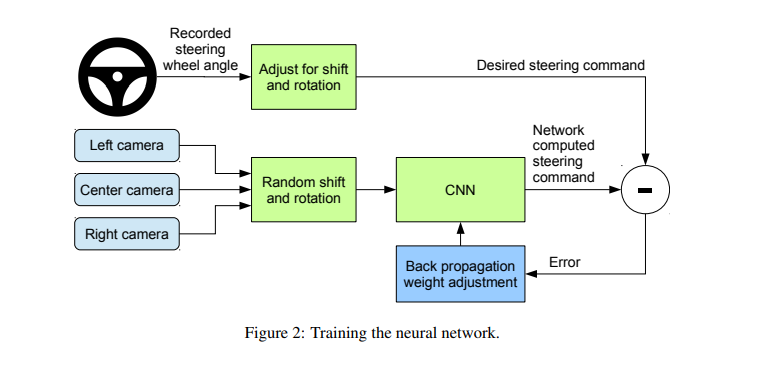 Recorded
steering
wheel angle
Adjust for shift
and rotation
Desired steering command
Left camera
Center camera
Right camera
Random shift
and rotation
CNN
Network
computed
steering
command
-
Back propagation
weight adjustment
Error
Figure 2: Training the neural network.